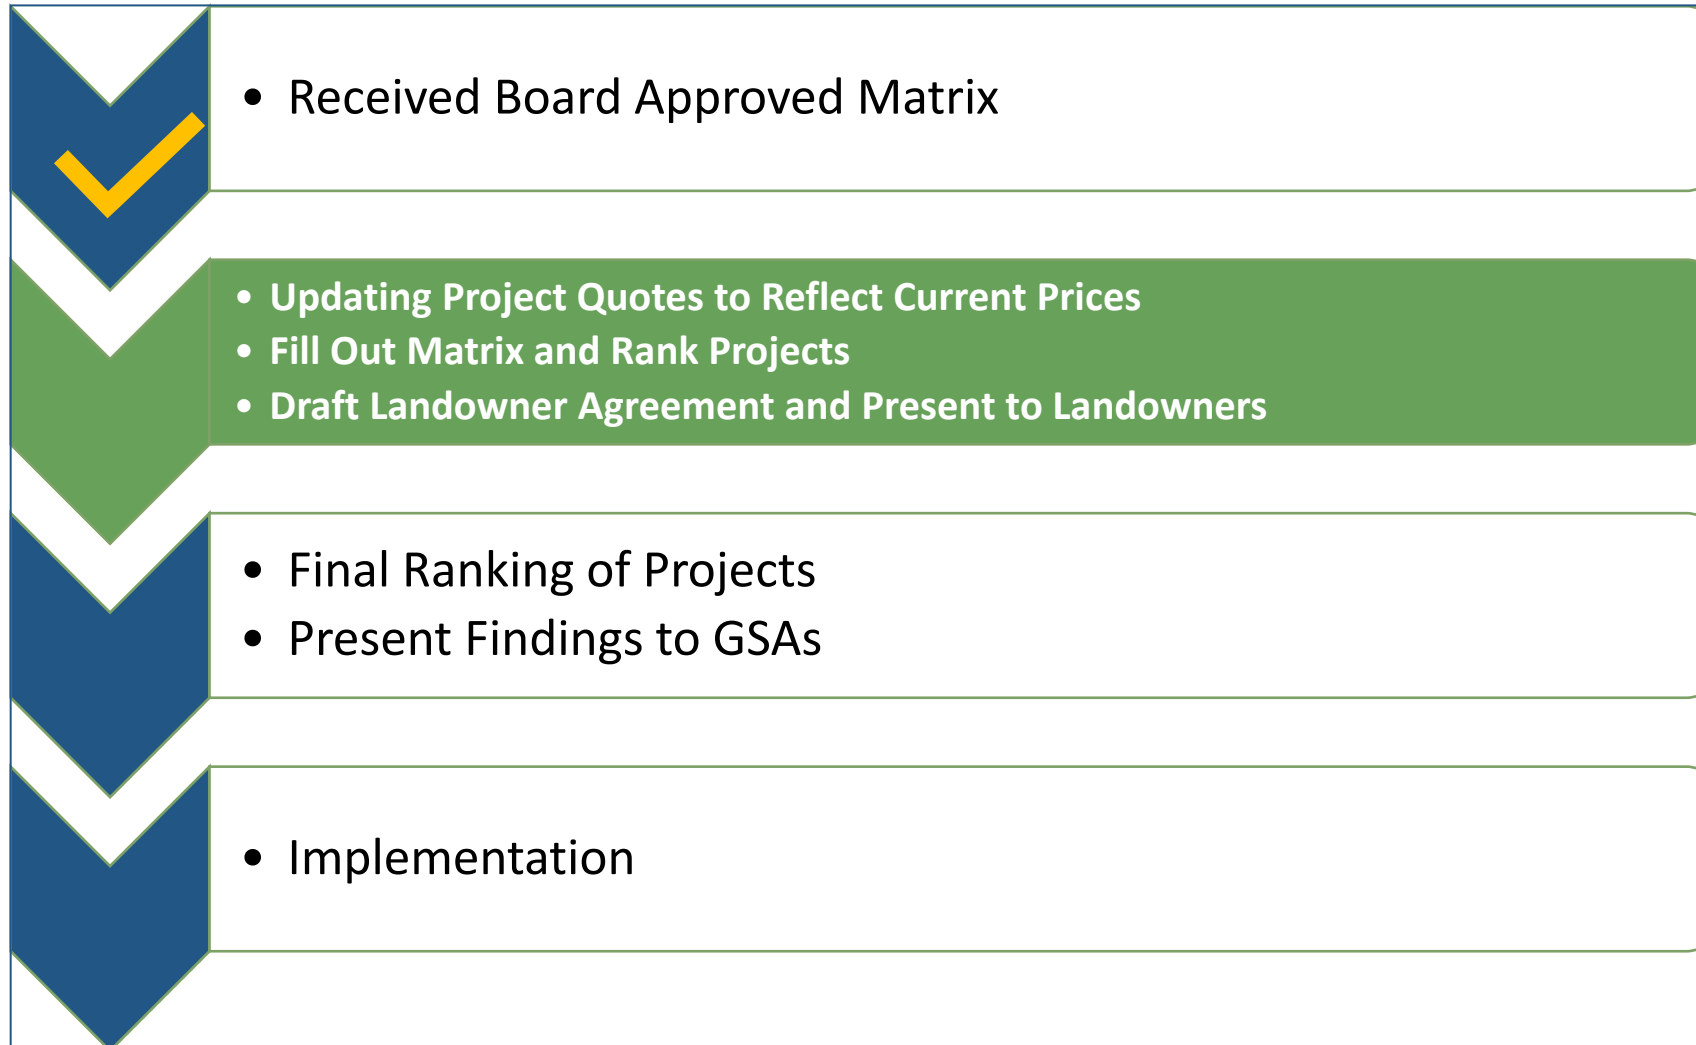 • Received Board Approved Matrix
• Updating Project Quotes to Reflect Current Prices
• Fill Out Matrix and Rank Projects
• Draft Landowner Agreement and Present to Landowners
• Final Ranking of Projects
• Present Findings to GSAs
• Implementation